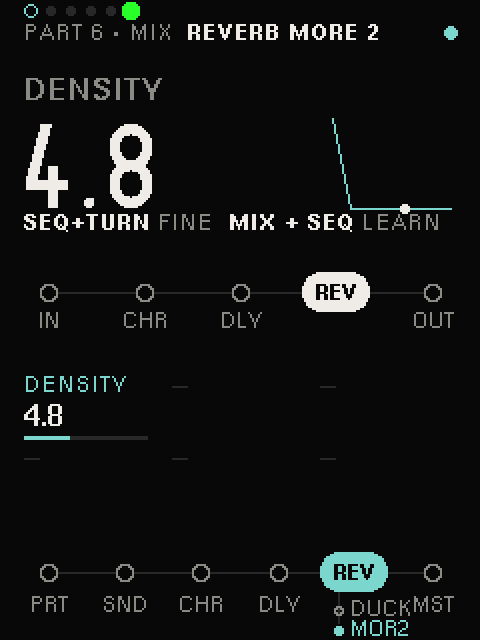 PART 6 · MIX REVERB MORE 2
DENSITY
4.8
SEQ+TURN FINE MIX + SEQ LEARN
REV
IN CHR DLY OUT
DENSITY —  —
4.8
— — —
REV
PRT SND CHR DLY DUCK MST
MOR2